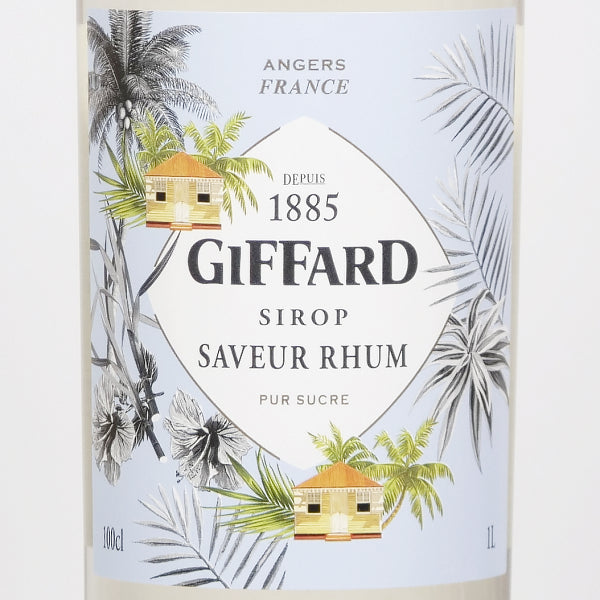 ANGERS
FRANCE
DEPUIS
1885
GIFFARD
SIROP
SAVEUR RHUM
PUR SUCRE
100cl
1L